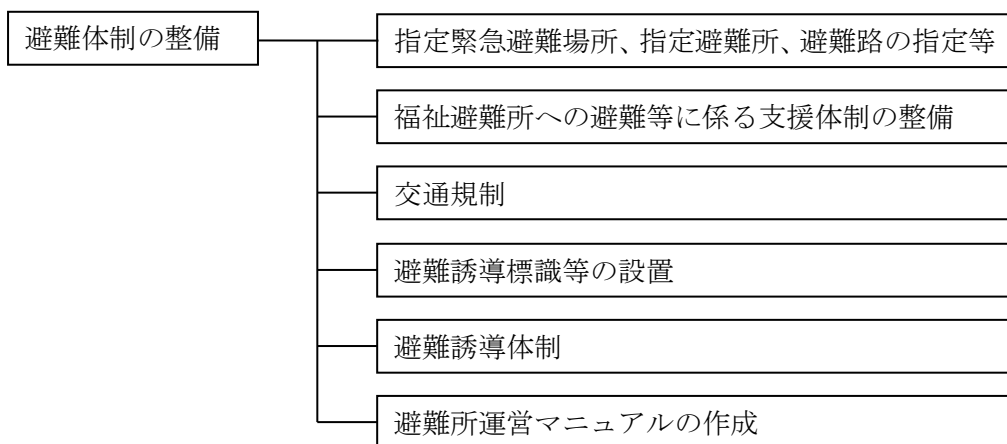 避難体制の整備
指定緊急避難場所、指定避難所、避難路の指定等
福祉避難所への避難等に係る支援体制の整備
交通規制
避難誘導標識等の設置
避難誘導体制
避難所運営マニュアルの作成